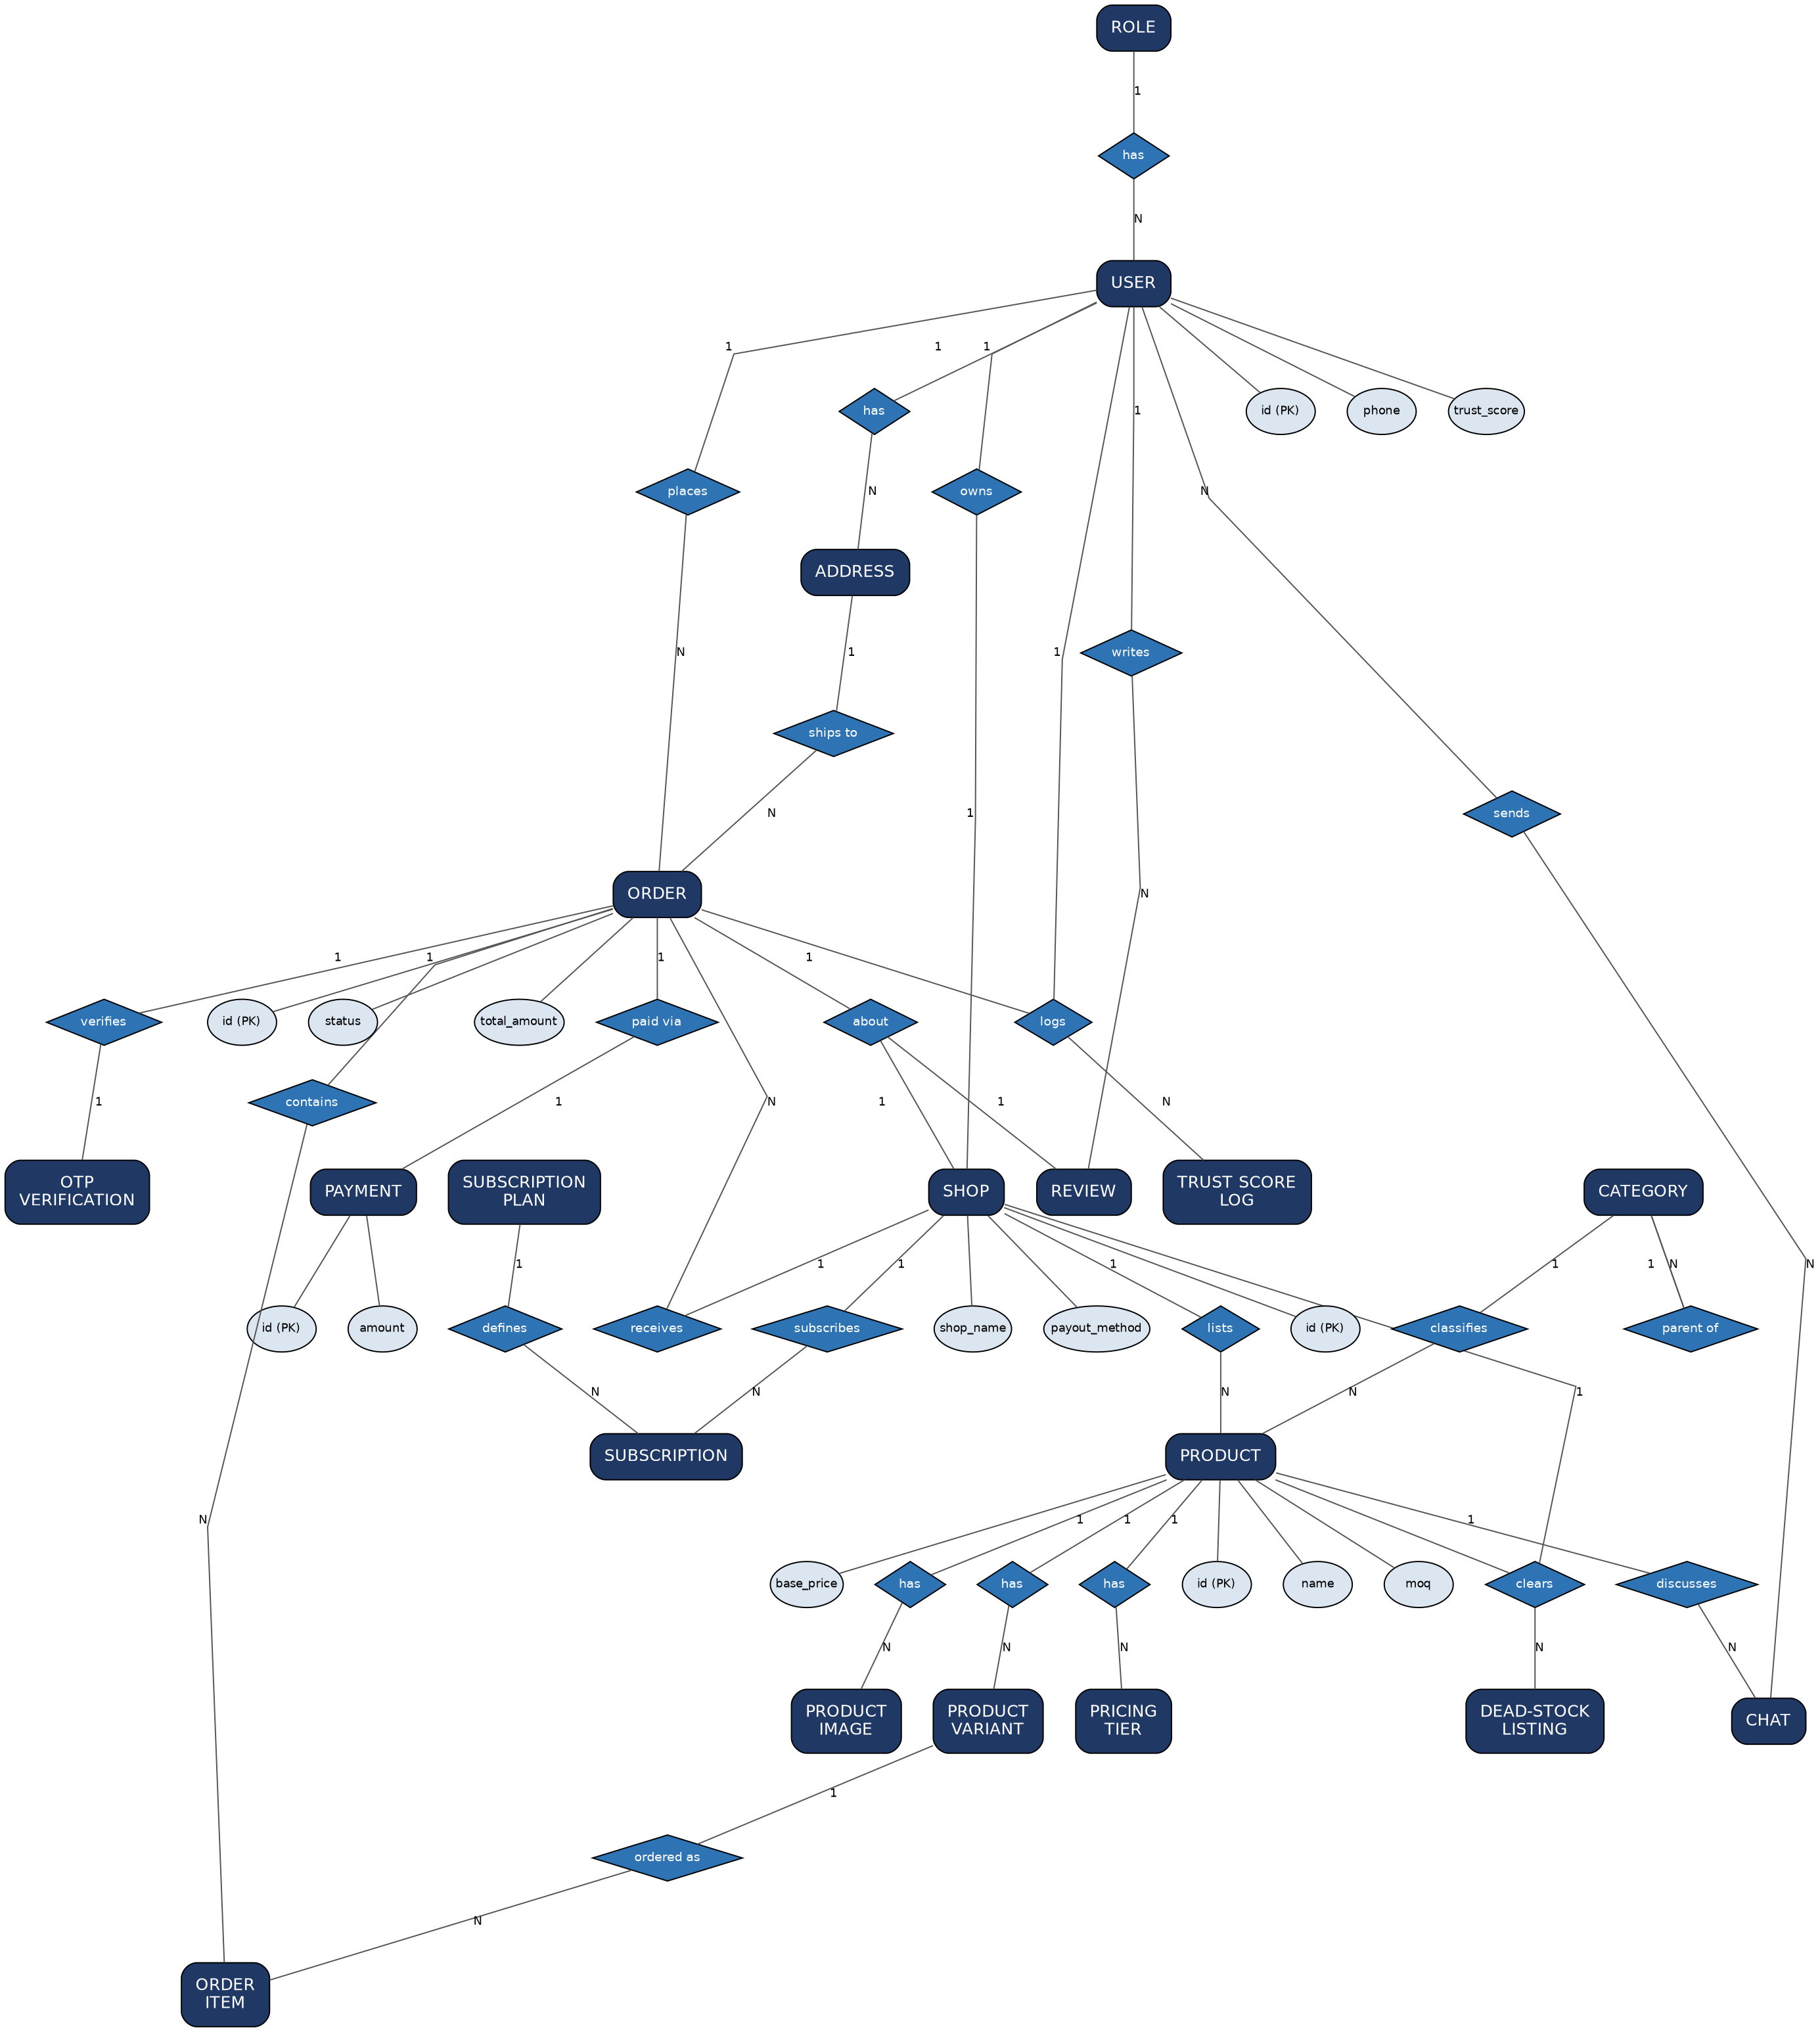 ROLE
1
has
N
USER
1
1
1
has
id (PK)
phone
trust_score
1
N
places
N
owns
ADDRESS
N
1
1
writes
ships to
N
1
sends
ORDER
N
1
1
1
1
verifies
id (PK)
status
total_amount
paid via
about
logs
1
contains
1
N
1
1
N
OTP
VERIFICATION
PAYMENT
SUBSCRIPTION
PLAN
SHOP
REVIEW
TRUST SCORE
LOG
CATEGORY
1
1
1
1
1
1
N
N
id (PK)
amount
defines
receives
subscribes
shop_name
payout_method
lists
id (PK)
classifies
parent of
N
N
N
N
1
SUBSCRIPTION
PRODUCT
N
1
1
1
1
base_price
has
has
has
id (PK)
name
moq
clears
discusses
N
N
N
N
N
PRODUCT
IMAGE
PRODUCT
VARIANT
PRICING
TIER
DEAD-STOCK
LISTING
CHAT
1
ordered as
N
ORDER
ITEM